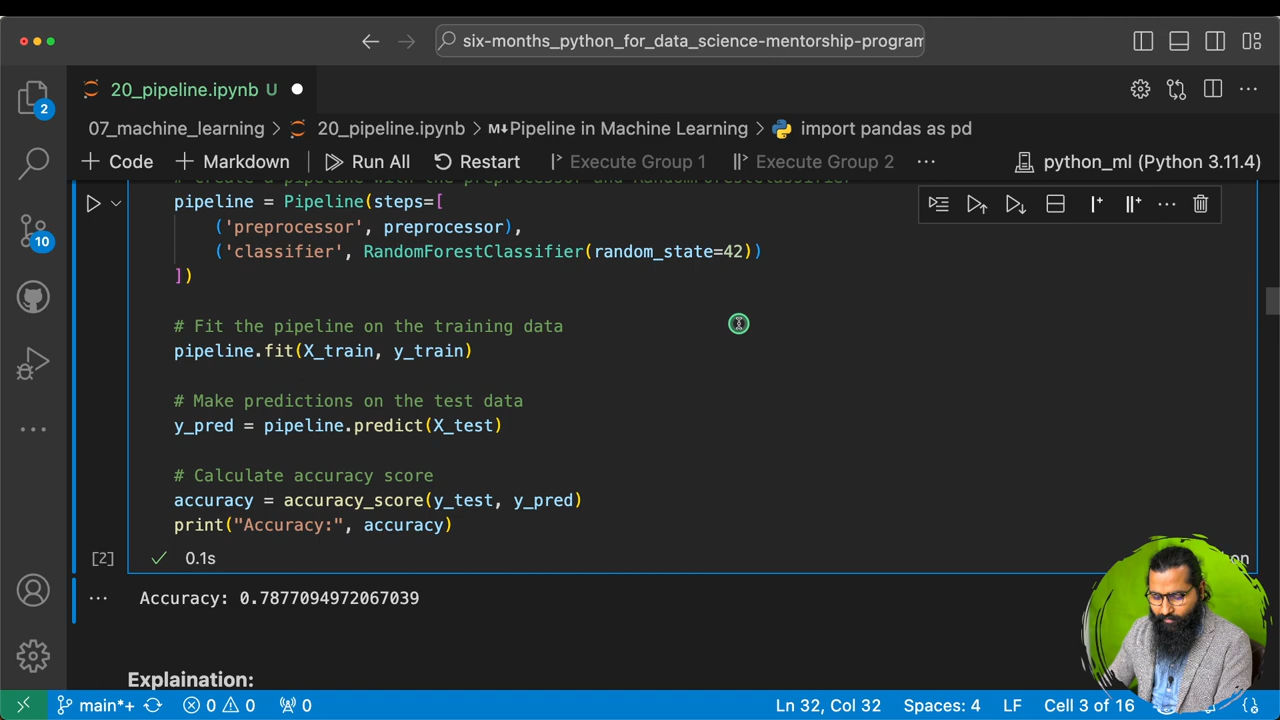 six-months_python_for_data_science-mentorship-program
20_pipeline.ipynb U
07_machine_learning > 20_pipeline.ipynb > M↓Pipeline in Machine Learning > import pandas as pd
+ Code + Markdown Run All Restart Execute Group 1 Execute Group 2 ... python_ml (Python 3.11.4)
2
10
# Create a pipeline with the preprocessor and RandomForestClassifier
pipeline = Pipeline(steps=[
('preprocessor', preprocessor),
('classifier', RandomForestClassifier(random_state=42))
])
# Fit the pipeline on the training data
pipeline.fit(X_train, y_train)
# Make predictions on the test data
y_pred = pipeline.predict(X_test)
# Calculate accuracy score
accuracy = accuracy_score(y_test, y_pred)
print("Accuracy:", accuracy)
[2] 0.1s
... Accuracy: 0.7877094972067039
Explaination:
main*+ 0 0 0 Ln 32, Col 32 Spaces: 4 LF Cell 3 of 16